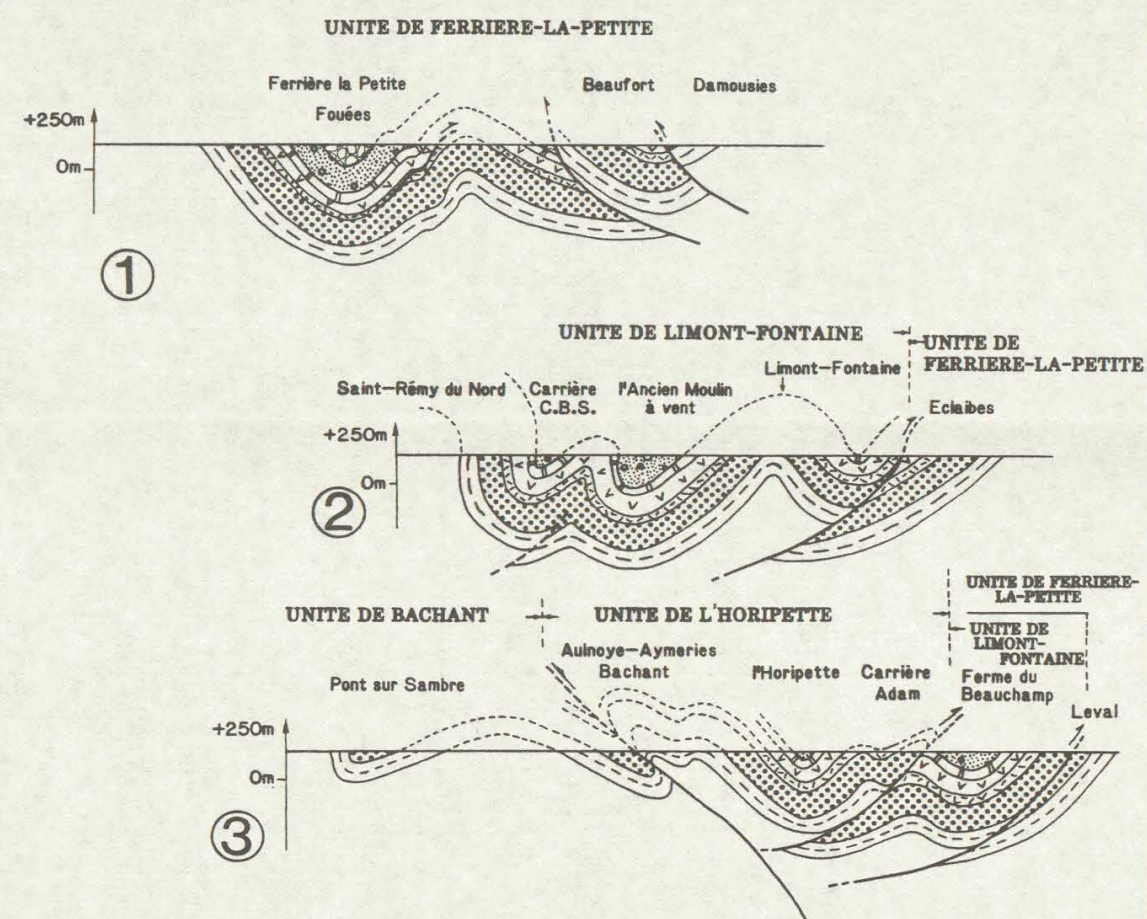 UNITE DE FERRIERE-LA-PETITE
Ferrière la Petite
Fouées
Beaufort
Damousies
+250m
0m
1
UNITE DE LIMONT-FONTAINE
UNITE DE
FERRIERE-LA-PETITE
Limont-Fontaine
Saint-Rémy du Nord
Carrière
C.B.S.
l'Ancien Moulin
à vent
Eclaibes
+250m
0m
2
UNITE DE BACHANT
UNITE DE L'HORIPETTE
UNITE DE FERRIERE-
LA-PETITE
UNITE DE
LIMONT-
FONTAINE
Aulnoye-Aymeries
Bachant
Pont sur Sambre
l'Horipette
Carrière
Adam
Ferme du
Beauchamp
Leval
+250m
0m
3